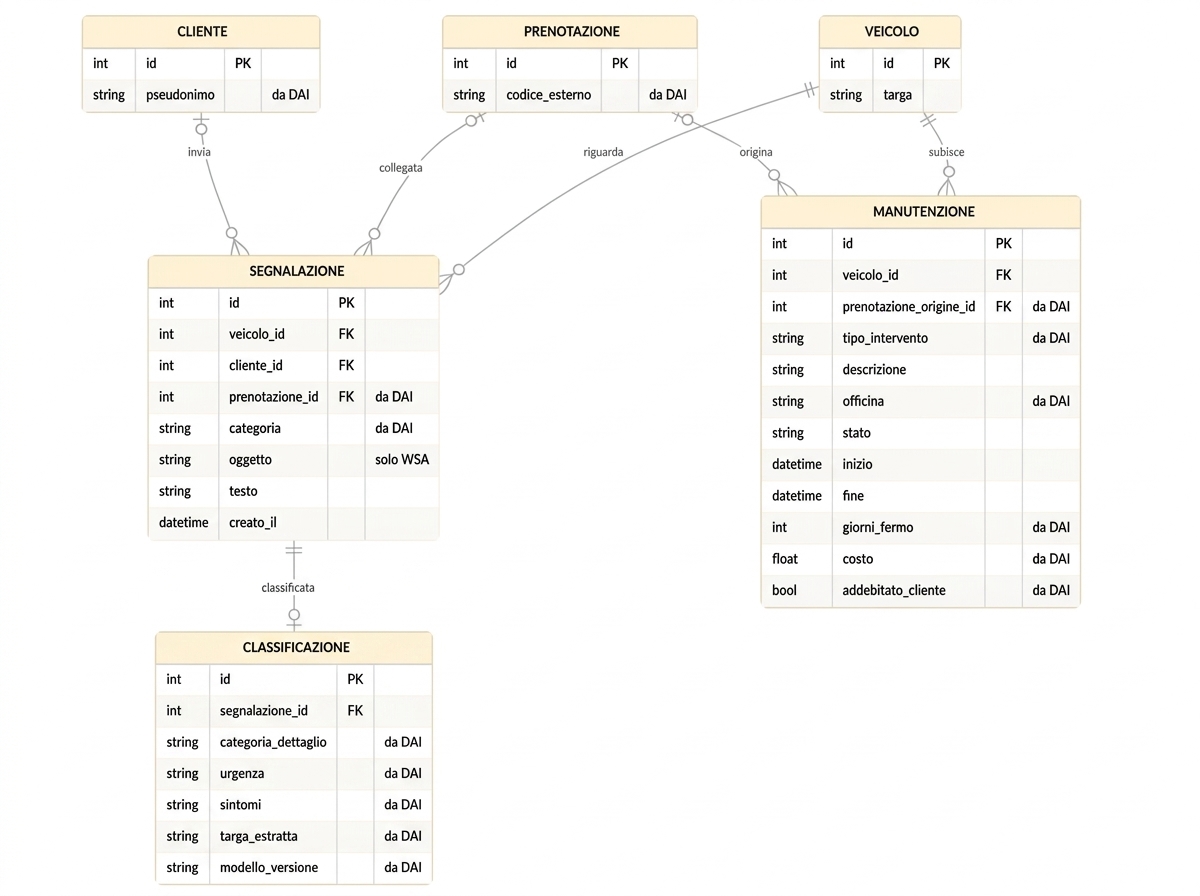 CLIENTE
int id PK
string pseudonimo da DAI
PRENOTAZIONE
int id PK
string codice_esterno da DAI
VEICOLO
int id PK
string targa
invia
collegata
riguarda
origina
subisce
SEGNALAZIONE
int id PK
int veicolo_id FK
int cliente_id FK
int prenotazione_id FK da DAI
string categoria da DAI
string oggetto solo WSA
string testo
datetime creato_il
MANUTENZIONE
int id PK
int veicolo_id FK
int prenotazione_origine_id FK da DAI
string tipo_intervento da DAI
string descrizione
string officina da DAI
string stato
datetime inizio
datetime fine
int giorni_fermo da DAI
float costo da DAI
bool addebitato_cliente da DAI
classificata
CLASSIFICAZIONE
int id PK
int segnalazione_id FK
string categoria_dettaglio da DAI
string urgenza da DAI
string sintomi da DAI
string targa_estratta da DAI
string modello_versione da DAI